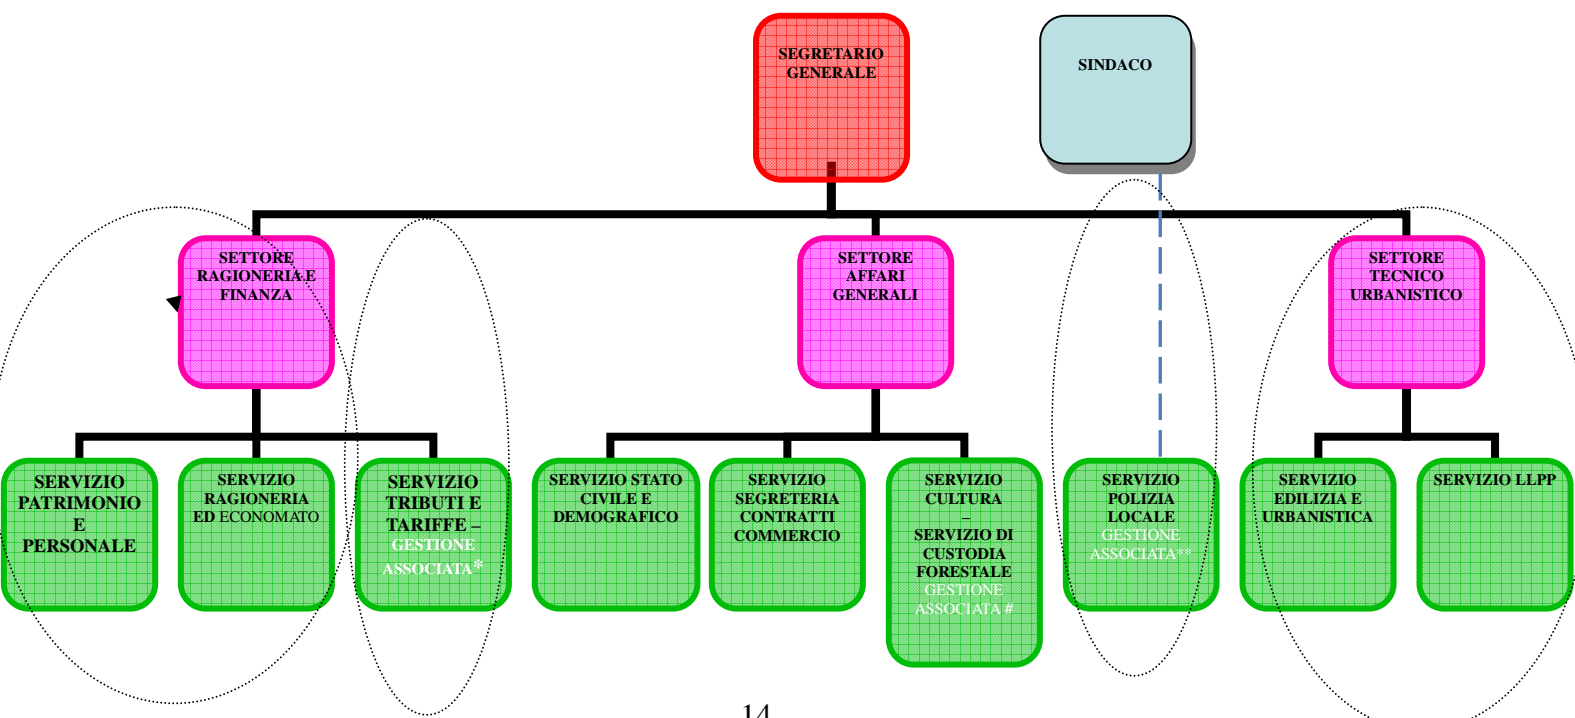 SEGRETARIO
GENERALE
SINDACO
SETTORE
RAGIONERIA E
FINANZA
SETTORE
AFFARI
GENERALI
SETTORE
TECNICO
URBANISTICO
SERVIZIO
PATRIMONIO
E
PERSONALE
SERVIZIO
RAGIONERIA
ED ECONOMATO
SERVIZIO
TRIBUTI E
TARIFFE –
GESTIONE
ASSOCIATA*
SERVIZIO STATO
CIVILE E
DEMOGRAFICO
SERVIZIO
SEGRETERIA
CONTRATTI
COMMERCIO
SERVIZIO
CULTURA
–
SERVIZIO DI
CUSTODIA
FORESTALE
GESTIONE
ASSOCIATA #
SERVIZIO
POLIZIA
LOCALE
GESTIONE
ASSOCIATA**
SERVIZIO
EDILIZIA E
URBANISTICA
SERVIZIO LLPP
14